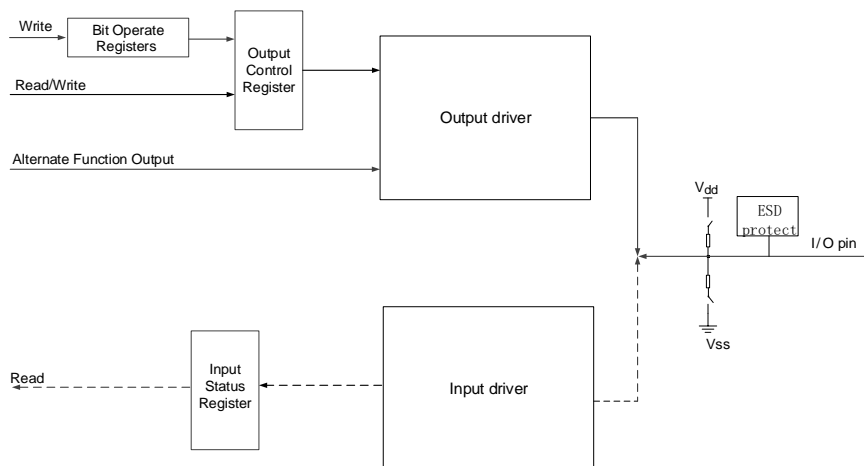 Write
Bit Operate
Registers
Output
Control
Register
Read/Write
Output driver
Alternate Function Output
Vdd
ESD
protect
I/O pin
Vss
Input
Status
Register
Read
Input driver